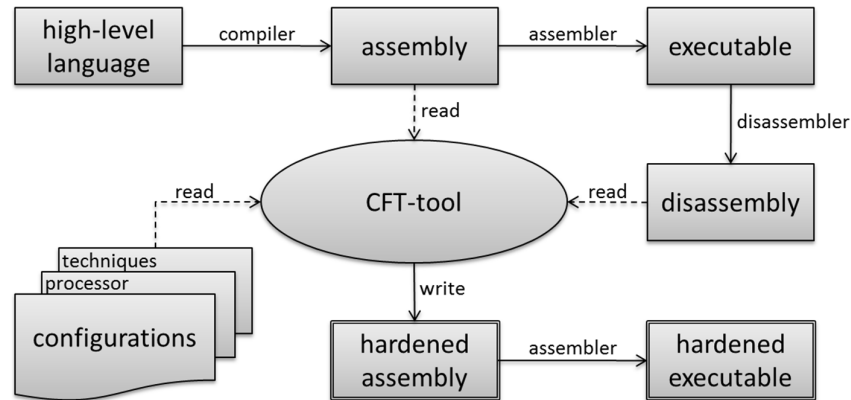 high-level
language
compiler
assembly
assembler
executable
read
disassembler
read
CFT-tool
read
disassembly
techniques
processor
configurations
write
hardened
assembly
assembler
hardened
executable